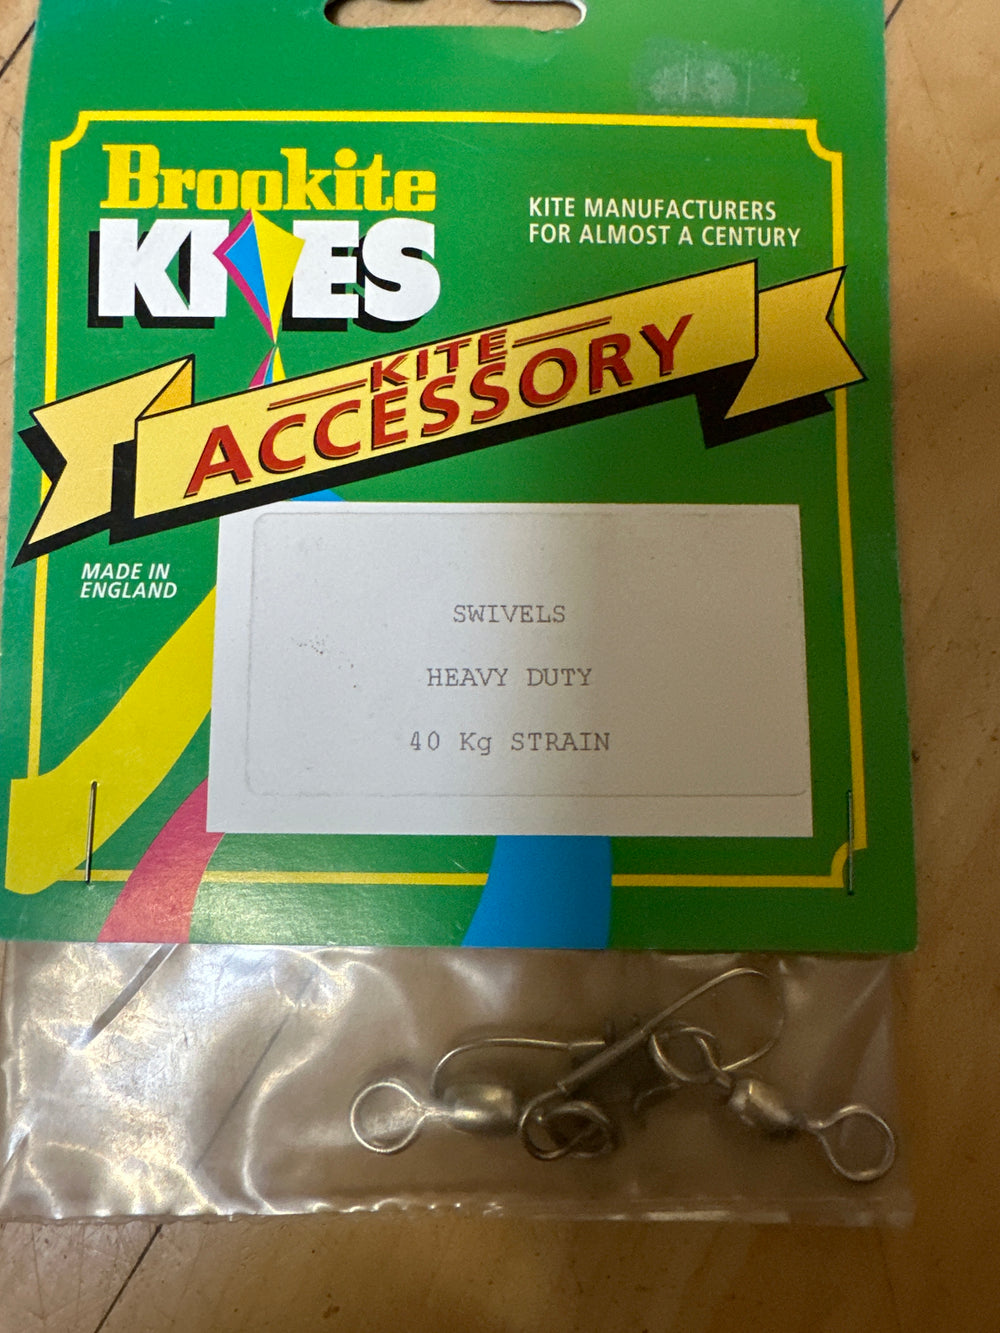 Brookite
KITES
KITE MANUFACTURERS
FOR ALMOST A CENTURY
KITE
ACCESSORY
MADE IN
ENGLAND
SWIVELS
HEAVY DUTY
40 Kg STRAIN